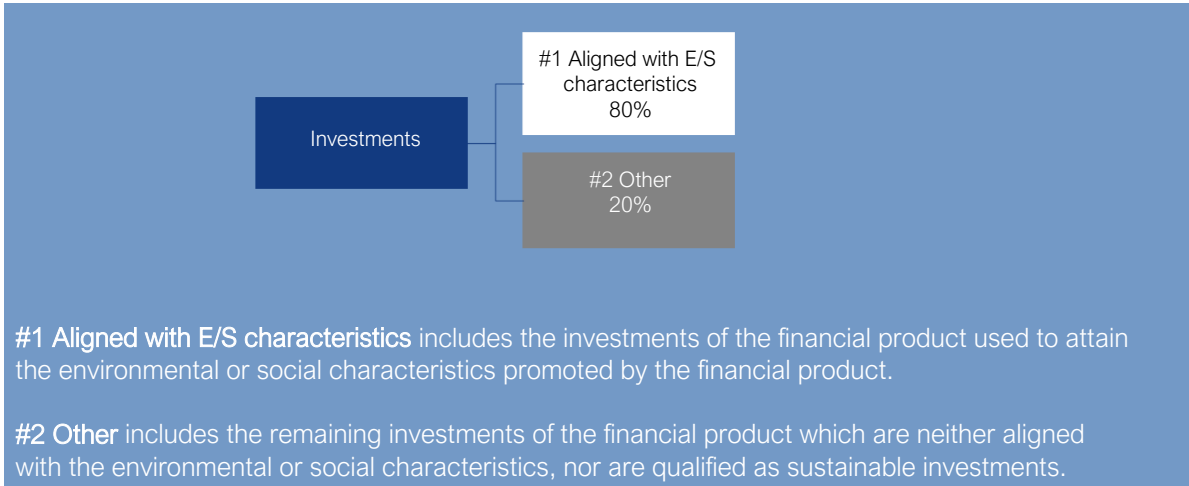 #1 Aligned with E/S
characteristics
80%
Investments
#2 Other
20%
#1 Aligned with E/S characteristics includes the investments of the financial product used to attain
the environmental or social characteristics promoted by the financial product.
#2 Other includes the remaining investments of the financial product which are neither aligned
with the environmental or social characteristics, nor are qualified as sustainable investments.